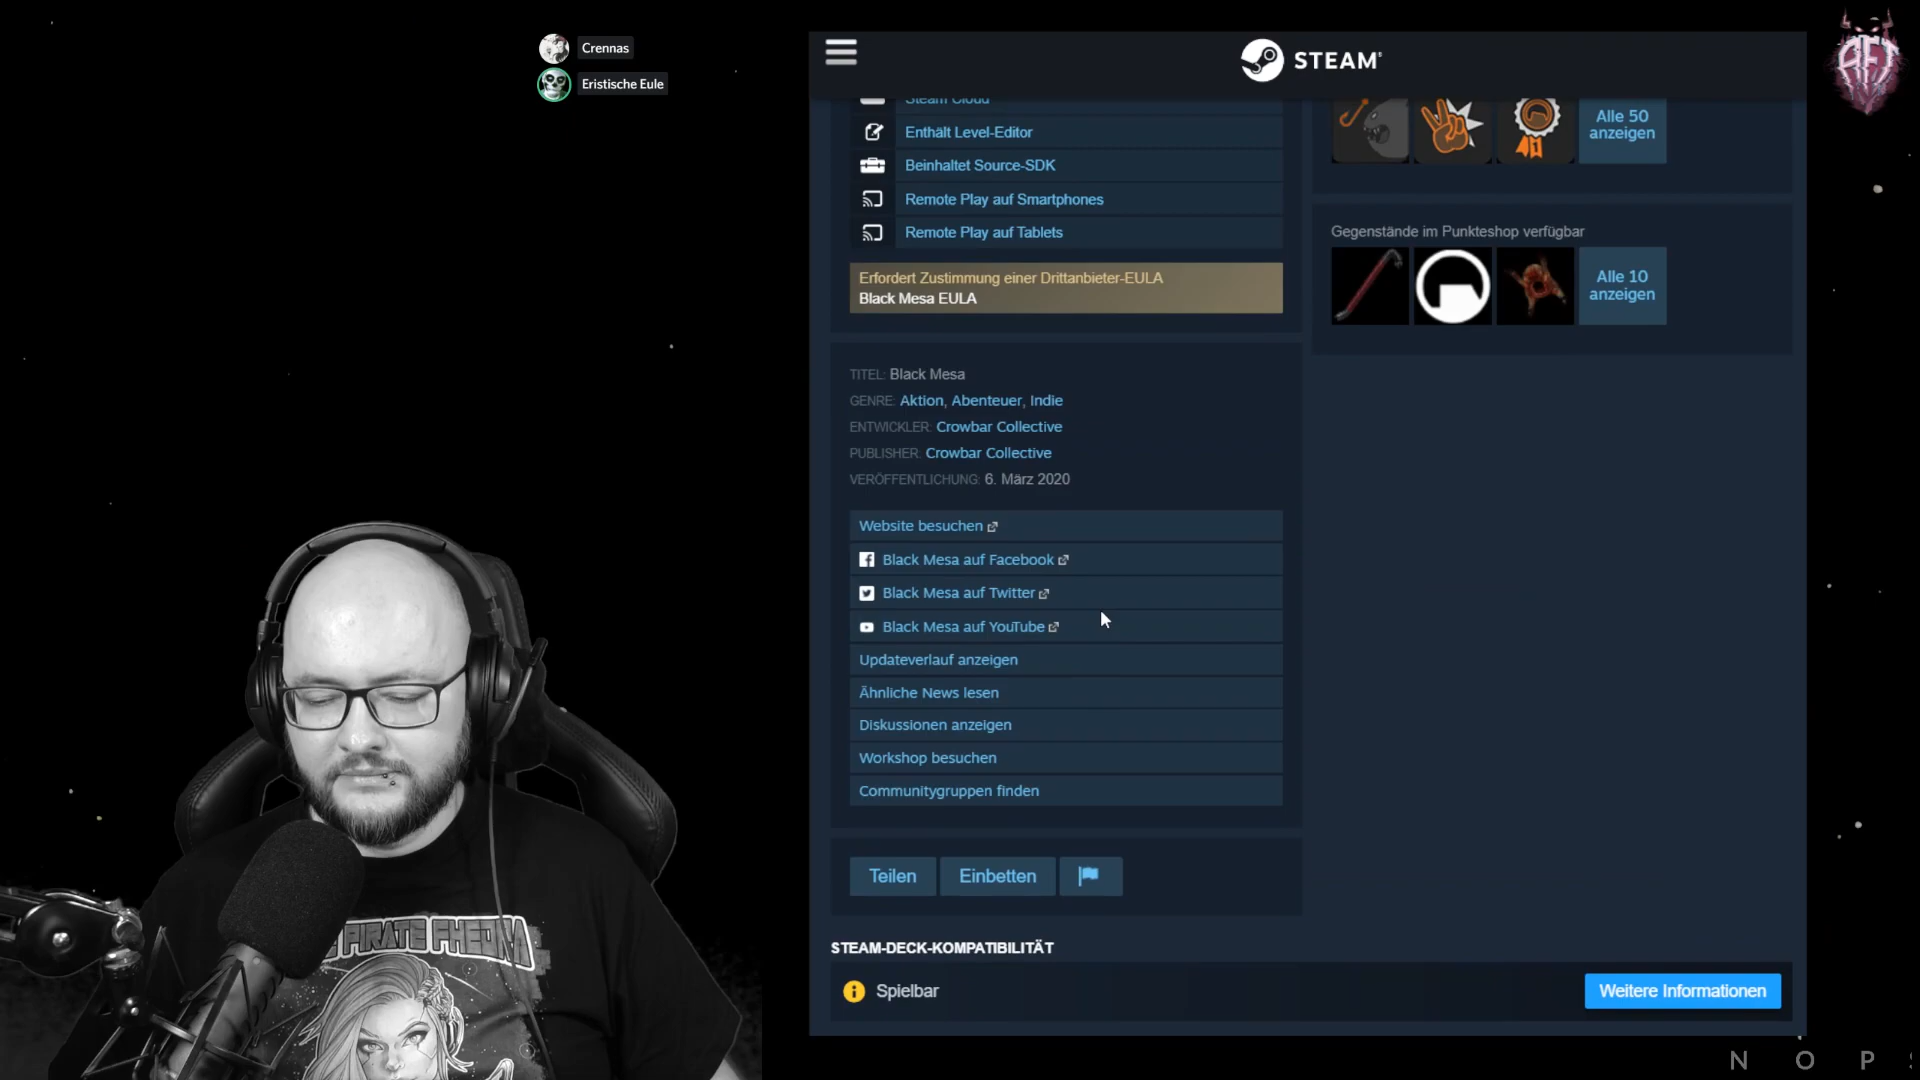 Crennas
Eristische Eule
STEAM
Steam Cloud
Enthält Level-Editor
Beinhaltet Source-SDK
Remote Play auf Smartphones
Remote Play auf Tablets
Erfordert Zustimmung einer Drittanbieter-EULA
Black Mesa EULA
TITEL: Black Mesa
GENRE: Aktion, Abenteuer, Indie
ENTWICKLER: Crowbar Collective
PUBLISHER: Crowbar Collective
VERÖFFENTLICHUNG: 6. März 2020
Website besuchen
Black Mesa auf Facebook
Black Mesa auf Twitter
Black Mesa auf YouTube
Updateverlauf anzeigen
Ähnliche News lesen
Diskussionen anzeigen
Workshop besuchen
Communitygruppen finden
Teilen
Einbetten
STEAM-DECK-KOMPATIBILITÄT
Spielbar
Weitere Informationen
Alle 50
anzeigen
Gegenstände im Punkteshop verfügbar
Alle 10
anzeigen
AFT
PIRATE
N O P